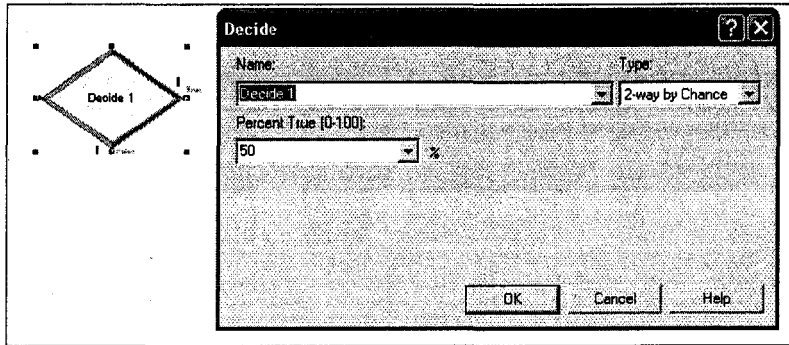 Decide
Name:
Type:
Decide 1
2-way by Chance
Percent True (0-100):
50
%
OK
Cancel
Help
Decide 1
True